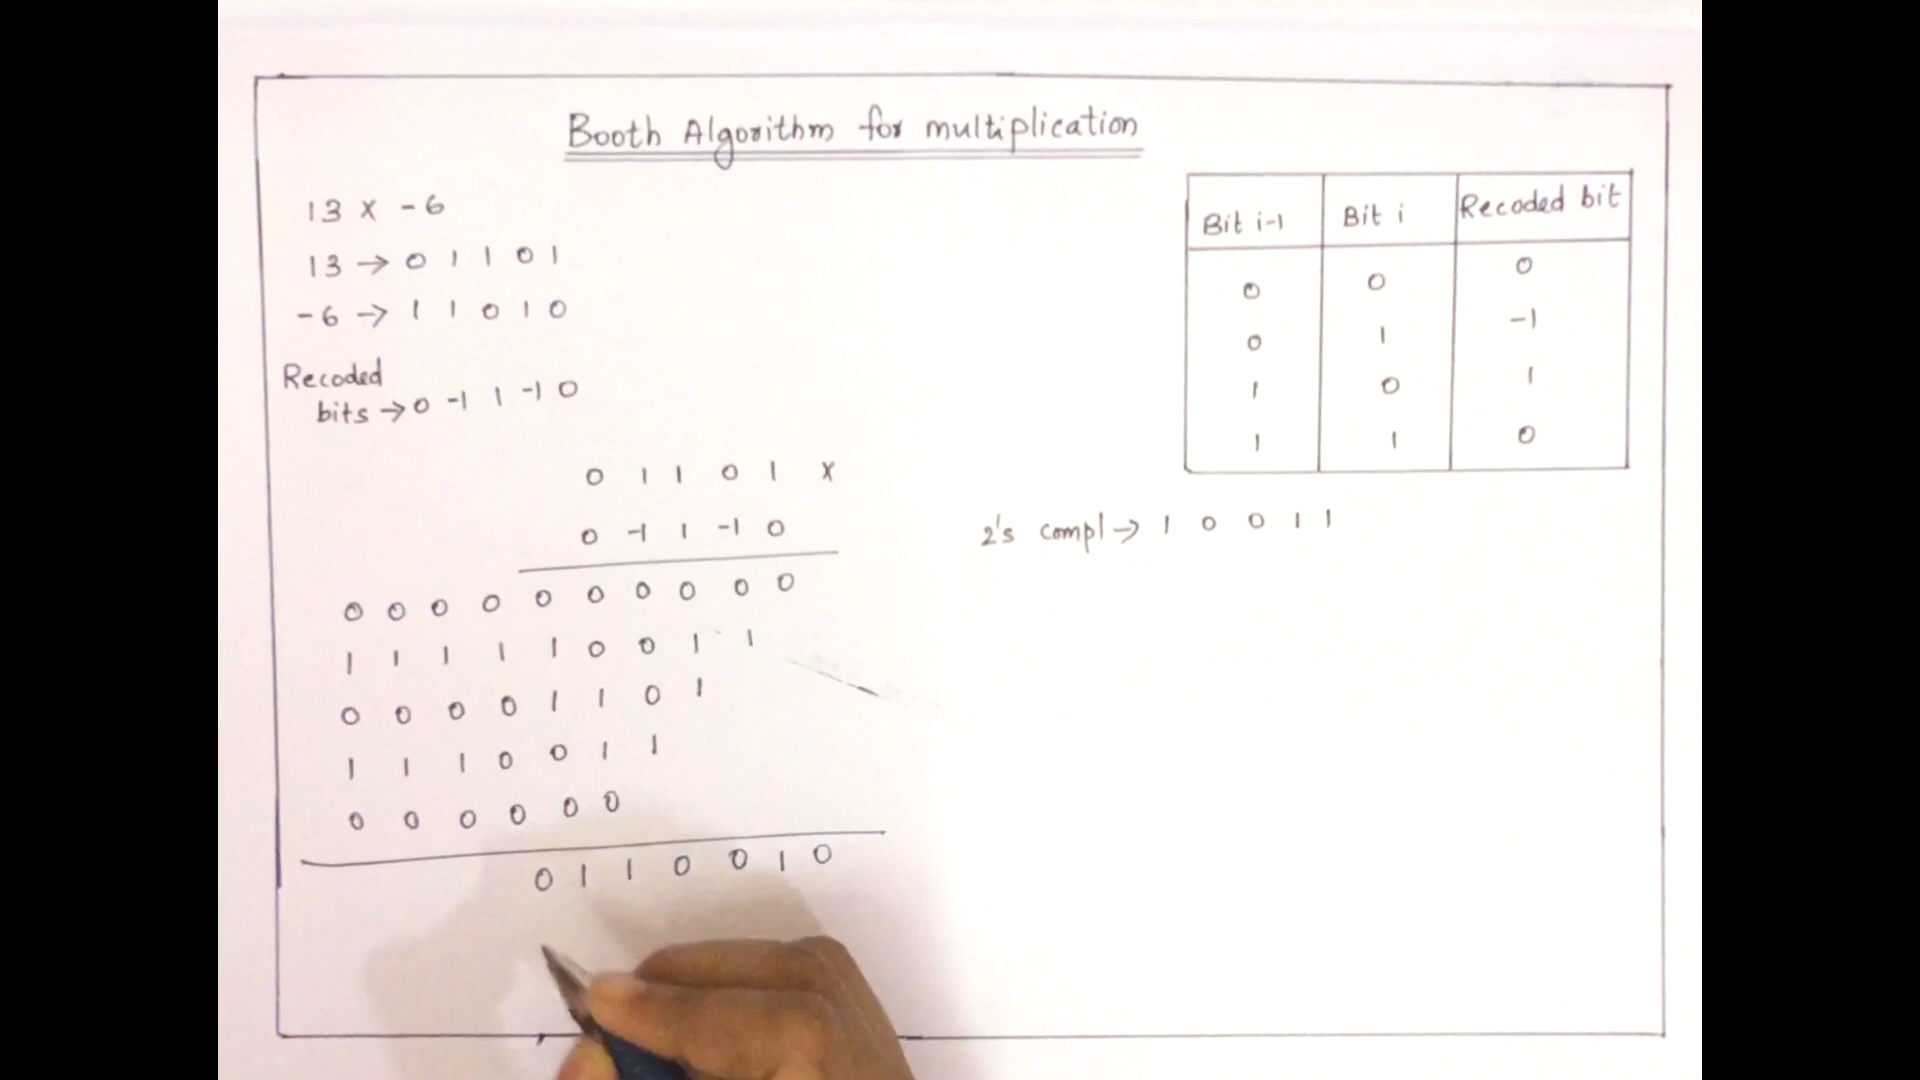 Booth Algorithm for multiplication
13 x -6
13 → 0 1 1 0 1
-6 → 1 1 0 1 0
Recoded
bits → 0 -1 1 -1 0
0 1 1 0 1 x
0 -1 1 -1 0
0 0 0 0 0 0 0 0 0 0
1 1 1 1 1 0 0 1 1
0 0 0 0 1 1 0 1
1 1 1 0 0 1 1
0 0 0 0 0 0
0 1 1 0 0 1 0
Bit i-1 Bit i Recoded bit
0 0 0
0 1 -1
1 0 1
1 1 0
2's compl → 1 0 0 1 1